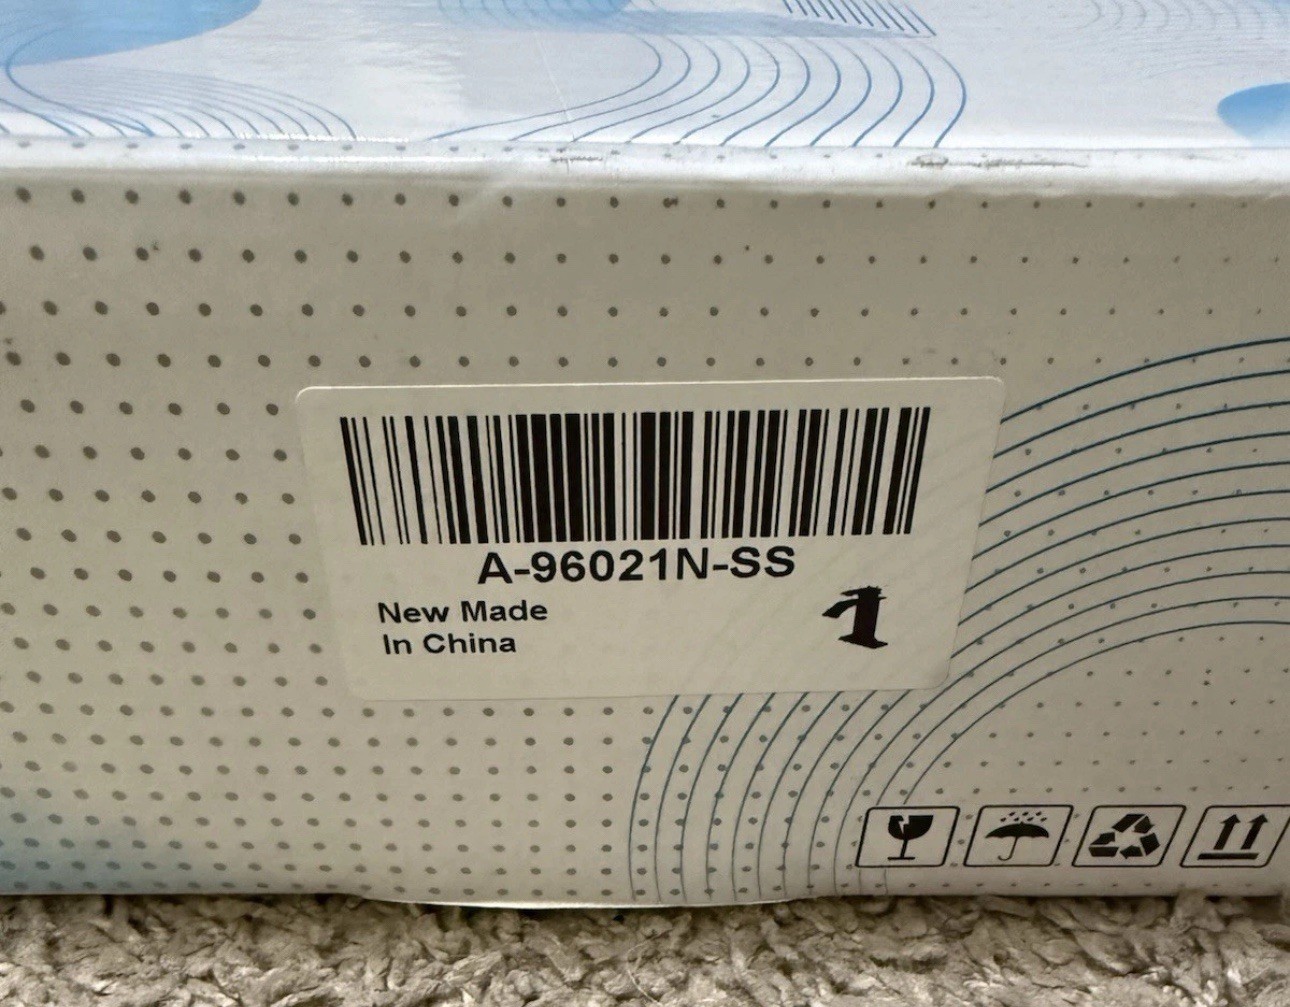 A-96021N-SS
New Made
In China
1